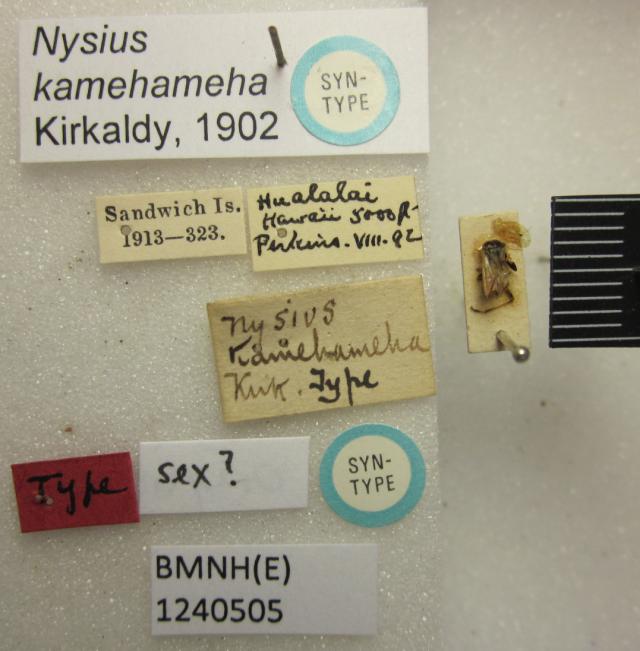 Nysius
kamehameha
Kirkaldy, 1902
SYN-
TYPE
Sandwich Is.
1913—323.
Hualalai
Hawaii 5000ft
Perkins. VIII. 92
Nysius
Kamehameha
Kirk. Type
Type
sex?
SYN-
TYPE
BMNH(E)
1240505